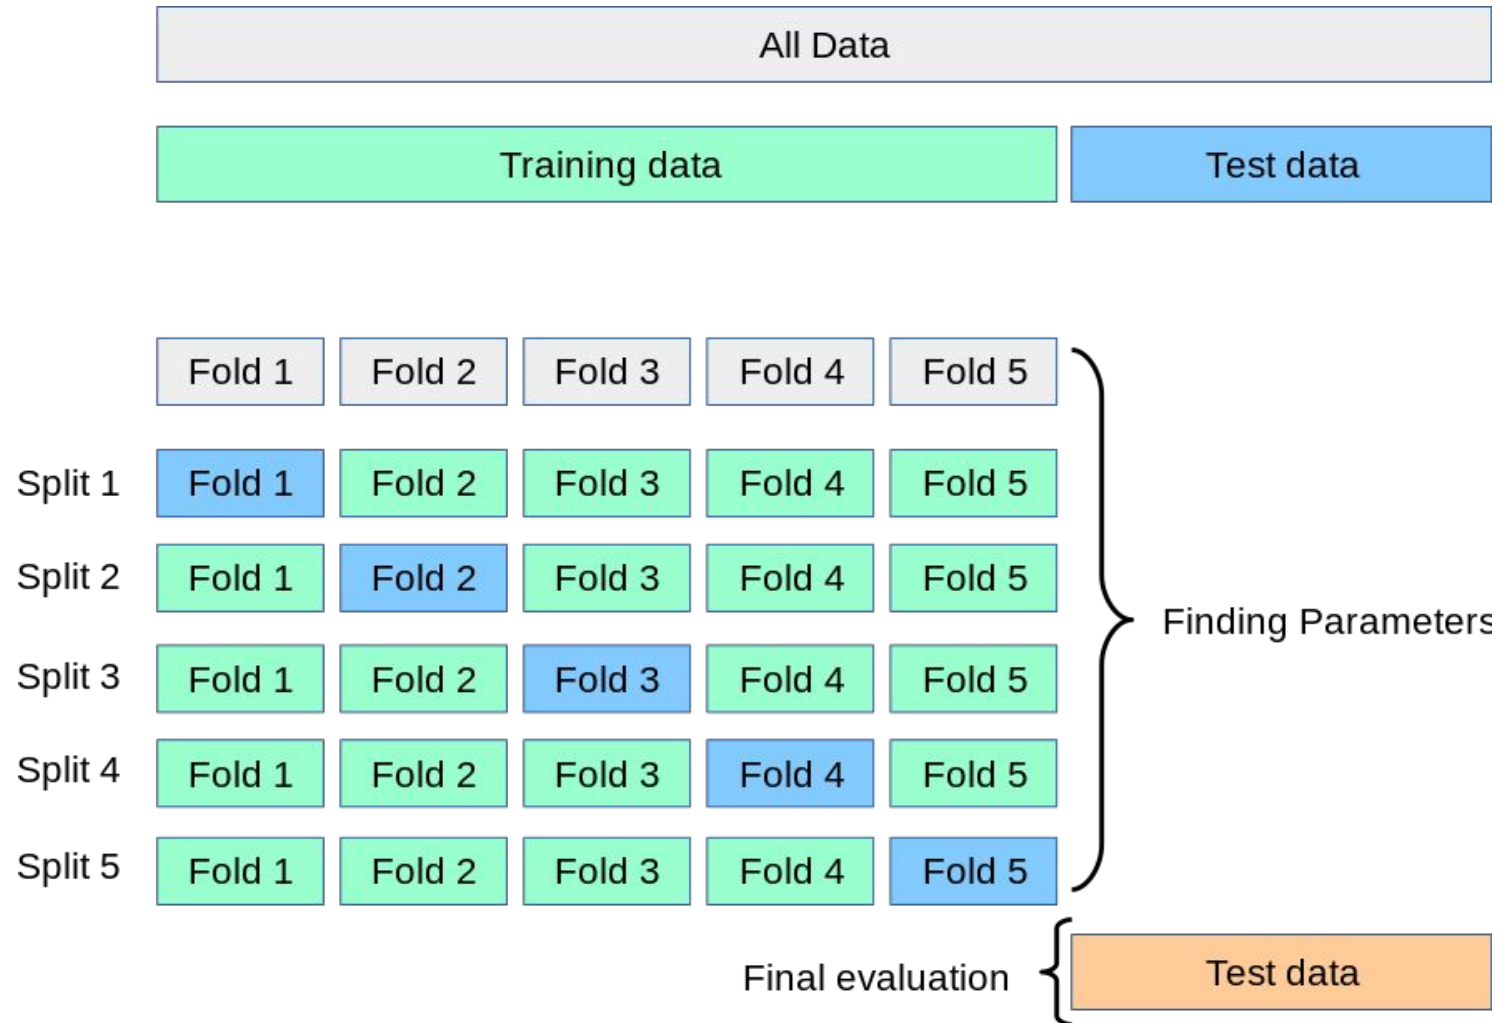 All Data
Training data Test data
Fold 1 Fold 2 Fold 3 Fold 4 Fold 5
Split 1 Fold 1 Fold 2 Fold 3 Fold 4 Fold 5
Split 2 Fold 1 Fold 2 Fold 3 Fold 4 Fold 5
Finding Parameters
Split 3 Fold 1 Fold 2 Fold 3 Fold 4 Fold 5
Split 4 Fold 1 Fold 2 Fold 3 Fold 4 Fold 5
Split 5 Fold 1 Fold 2 Fold 3 Fold 4 Fold 5
Final evaluation Test data